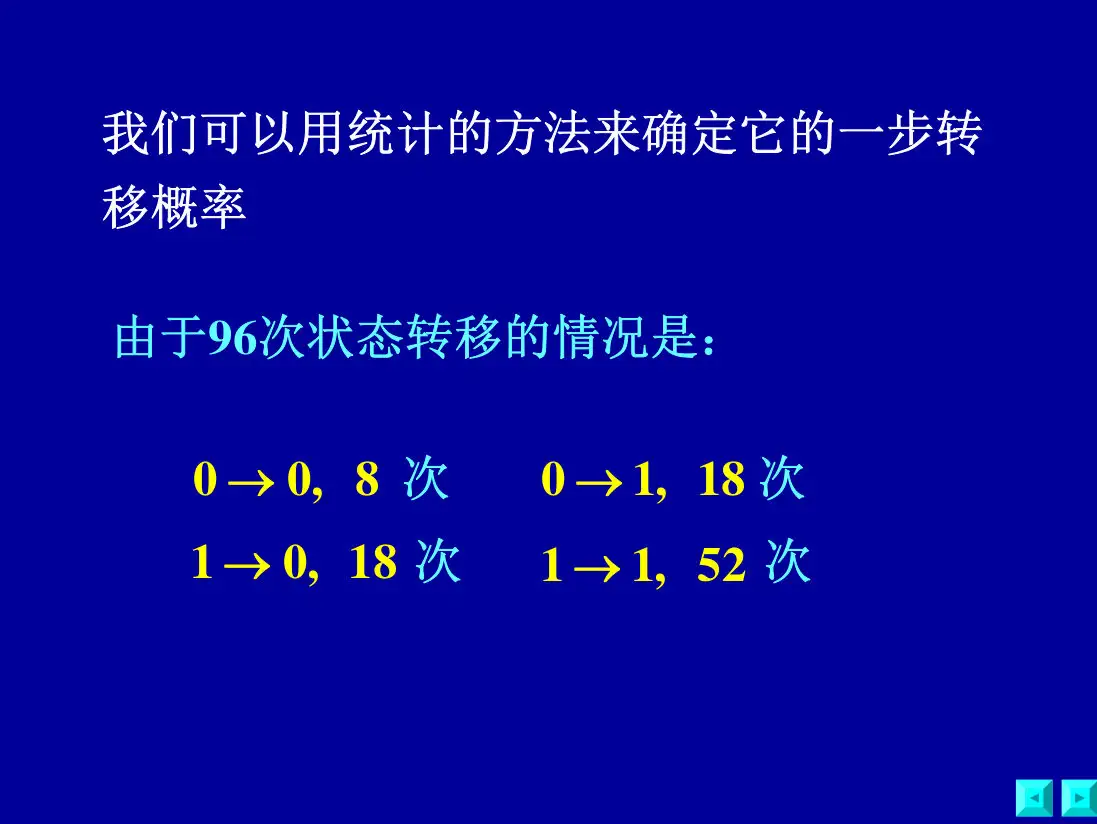 我们可以用统计的方法来确定它的一步转
移概率
由于96次状态转移的情况是：
0→0, 8 次 0→1, 18 次
1→0, 18 次 1→1, 52 次